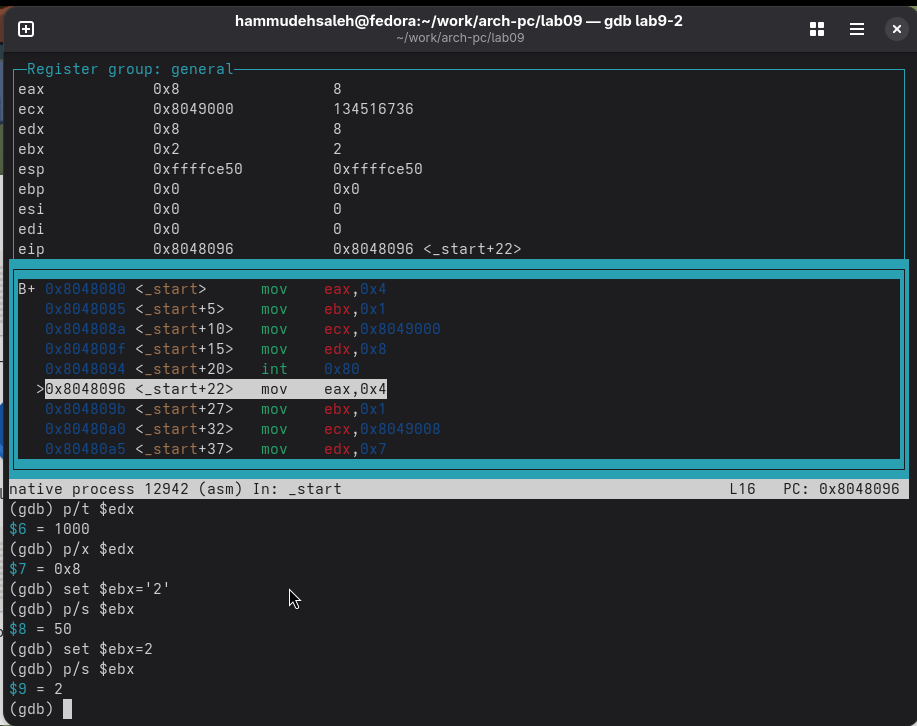 hammudehsaleh@fedora:~/work/arch-pc/lab09 — gdb lab9-2
~/work/arch-pc/lab09
Register group: general
eax 0x8 8
ecx 0x8049000 134516736
edx 0x8 8
ebx 0x2 2
esp 0xffffce50 0xffffce50
ebp 0x0 0x0
esi 0x0 0
edi 0x0 0
eip 0x8048096 0x8048096 <_start+22>
B+ 0x8048080 <_start> mov eax,0x4
0x8048085 <_start+5> mov ebx,0x1
0x804808a <_start+10> mov ecx,0x8049000
0x804808f <_start+15> mov edx,0x8
0x8048094 <_start+20> int 0x80
>0x8048096 <_start+22> mov eax,0x4
0x804809b <_start+27> mov ebx,0x1
0x80480a0 <_start+32> mov ecx,0x8049008
0x80480a5 <_start+37> mov edx,0x7
native process 12942 (asm) In: _start L16 PC: 0x8048096
(gdb) p/t $edx
$6 = 1000
(gdb) p/x $edx
$7 = 0x8
(gdb) set $ebx='2'
(gdb) p/s $ebx
$8 = 50
(gdb) set $ebx=2
(gdb) p/s $ebx
$9 = 2
(gdb)